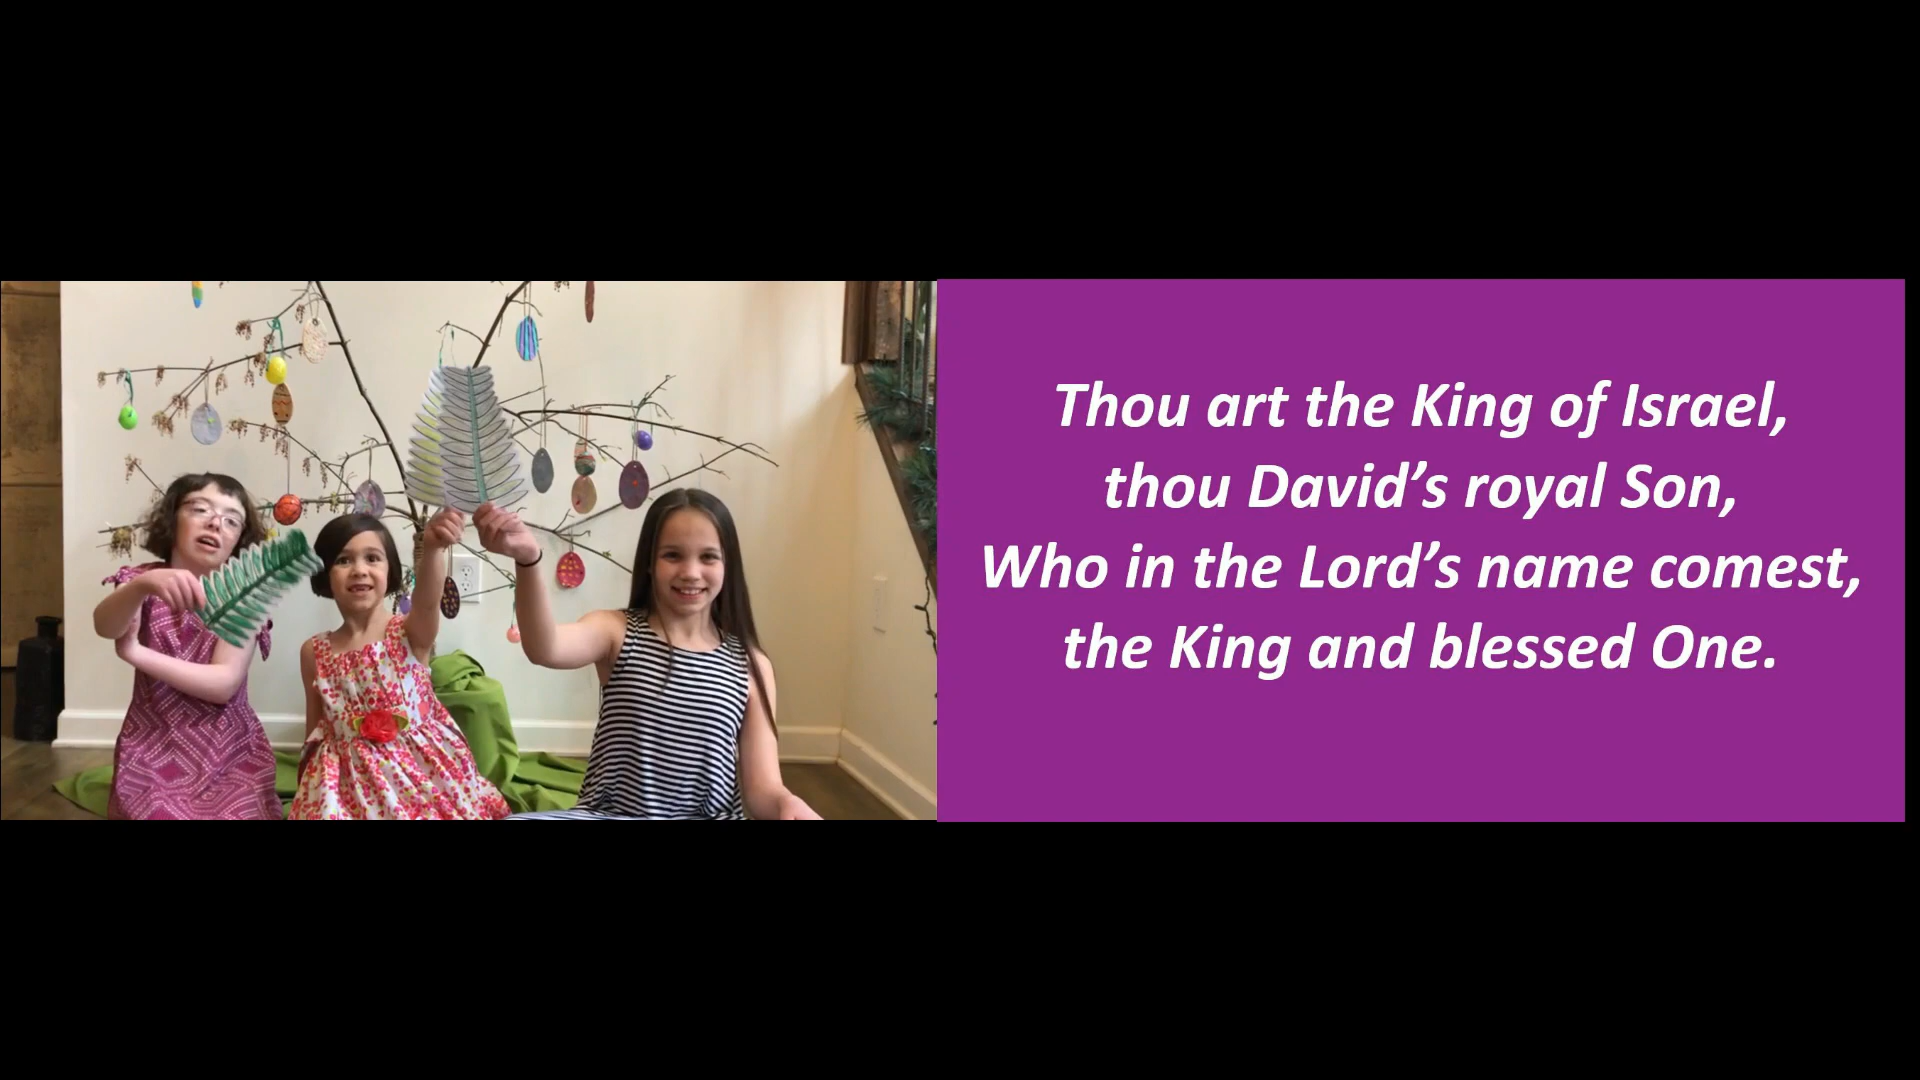 Thou art the King of Israel,
thou David’s royal Son,
Who in the Lord’s name comest,
the King and blessed One.